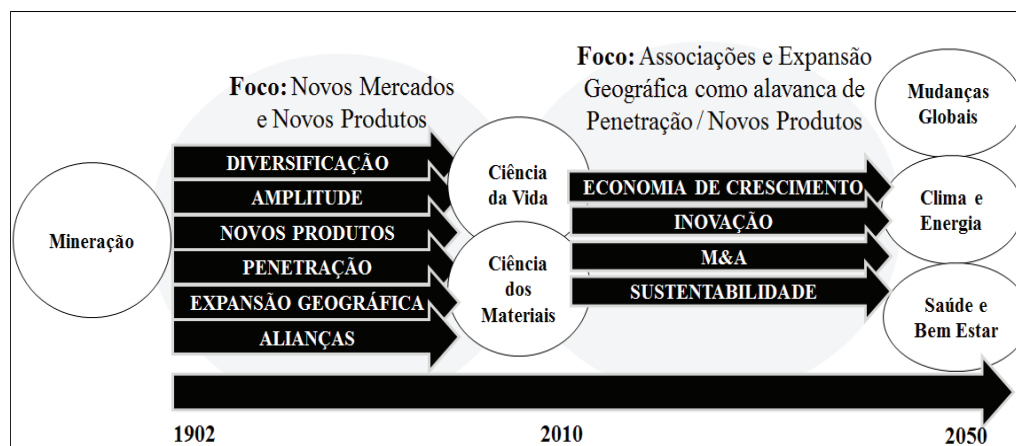 Foco: Novos Mercados
e Novos Produtos
Foco: Associações e Expansão
Geográfica como alavanca de
Penetração / Novos Produtos
Mineração
DIVERSIFICAÇÃO
AMPLITUDE
NOVOS PRODUTOS
PENETRAÇÃO
EXPANSÃO GEOGRÁFICA
ALIANÇAS
Ciência
da Vida
Ciência
dos
Materiais
ECONOMIA DE CRESCIMENTO
INOVAÇÃO
M&A
SUSTENTABILIDADE
Mudanças
Globais
Clima e
Energia
Saúde e
Bem Estar
1902
2010
2050